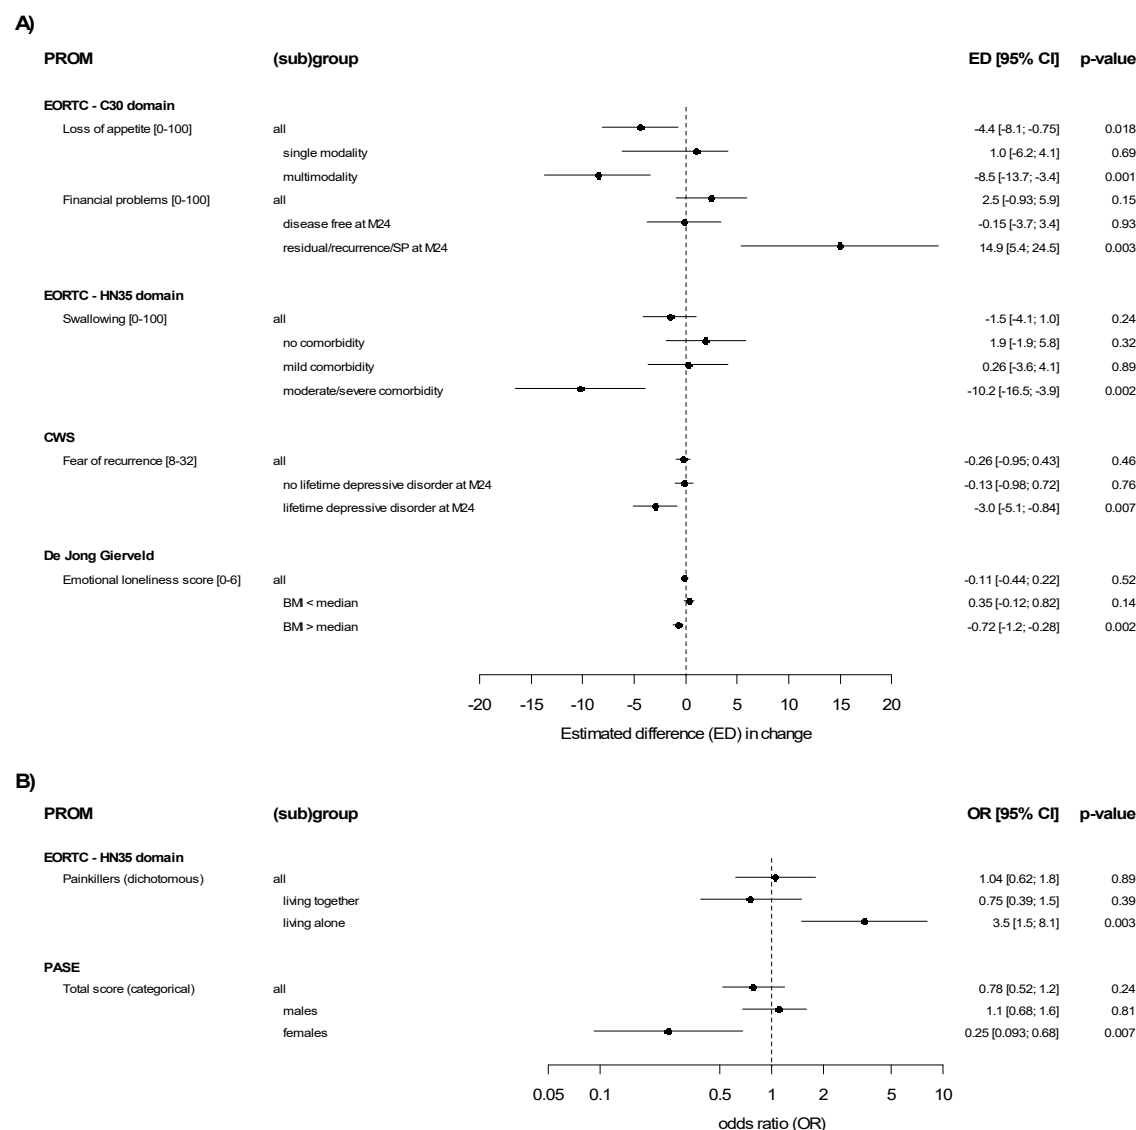 A)
PROM (sub)group ED [95% CI] p-value
EORTC - C30 domain
Loss of appetite [0-100] all -4.4 [-8.1; -0.75] 0.018
single modality 1.0 [-6.2; 4.1] 0.69
multimodality -8.5 [-13.7; -3.4] 0.001
Financial problems [0-100] all 2.5 [-0.93; 5.9] 0.15
disease free at M24 -0.15 [-3.7; 3.4] 0.93
residual/recurrence/SP at M24 14.9 [5.4; 24.5] 0.003
EORTC - HN35 domain
Swallowing [0-100] all -1.5 [-4.1; 1.0] 0.24
no comorbidity 1.9 [-1.9; 5.8] 0.32
mild comorbidity 0.26 [-3.6; 4.1] 0.89
moderate/severe comorbidity -10.2 [-16.5; -3.9] 0.002
CWS
Fear of recurrence [8-32] all -0.26 [-0.95; 0.43] 0.46
no lifetime depressive disorder at M24 -0.13 [-0.98; 0.72] 0.76
lifetime depressive disorder at M24 -3.0 [-5.1; -0.84] 0.007
De Jong Gierveld
Emotional loneliness score [0-6] all -0.11 [-0.44; 0.22] 0.52
BMI < median 0.35 [-0.12; 0.82] 0.14
BMI > median -0.72 [-1.2; -0.28] 0.002
-20 -15 -10 -5 0 5 10 15 20
Estimated difference (ED) in change
B)
PROM (sub)group OR [95% CI] p-value
EORTC - HN35 domain
Painkillers (dichotomous) all 1.04 [0.62; 1.8] 0.89
living together 0.75 [0.39; 1.5] 0.39
living alone 3.5 [1.5; 8.1] 0.003
PASE
Total score (categorical) all 0.78 [0.52; 1.2] 0.24
males 1.1 [0.68; 1.6] 0.81
females 0.25 [0.093; 0.68] 0.007
0.05 0.1 0.5 1 2 5 10
odds ratio (OR)